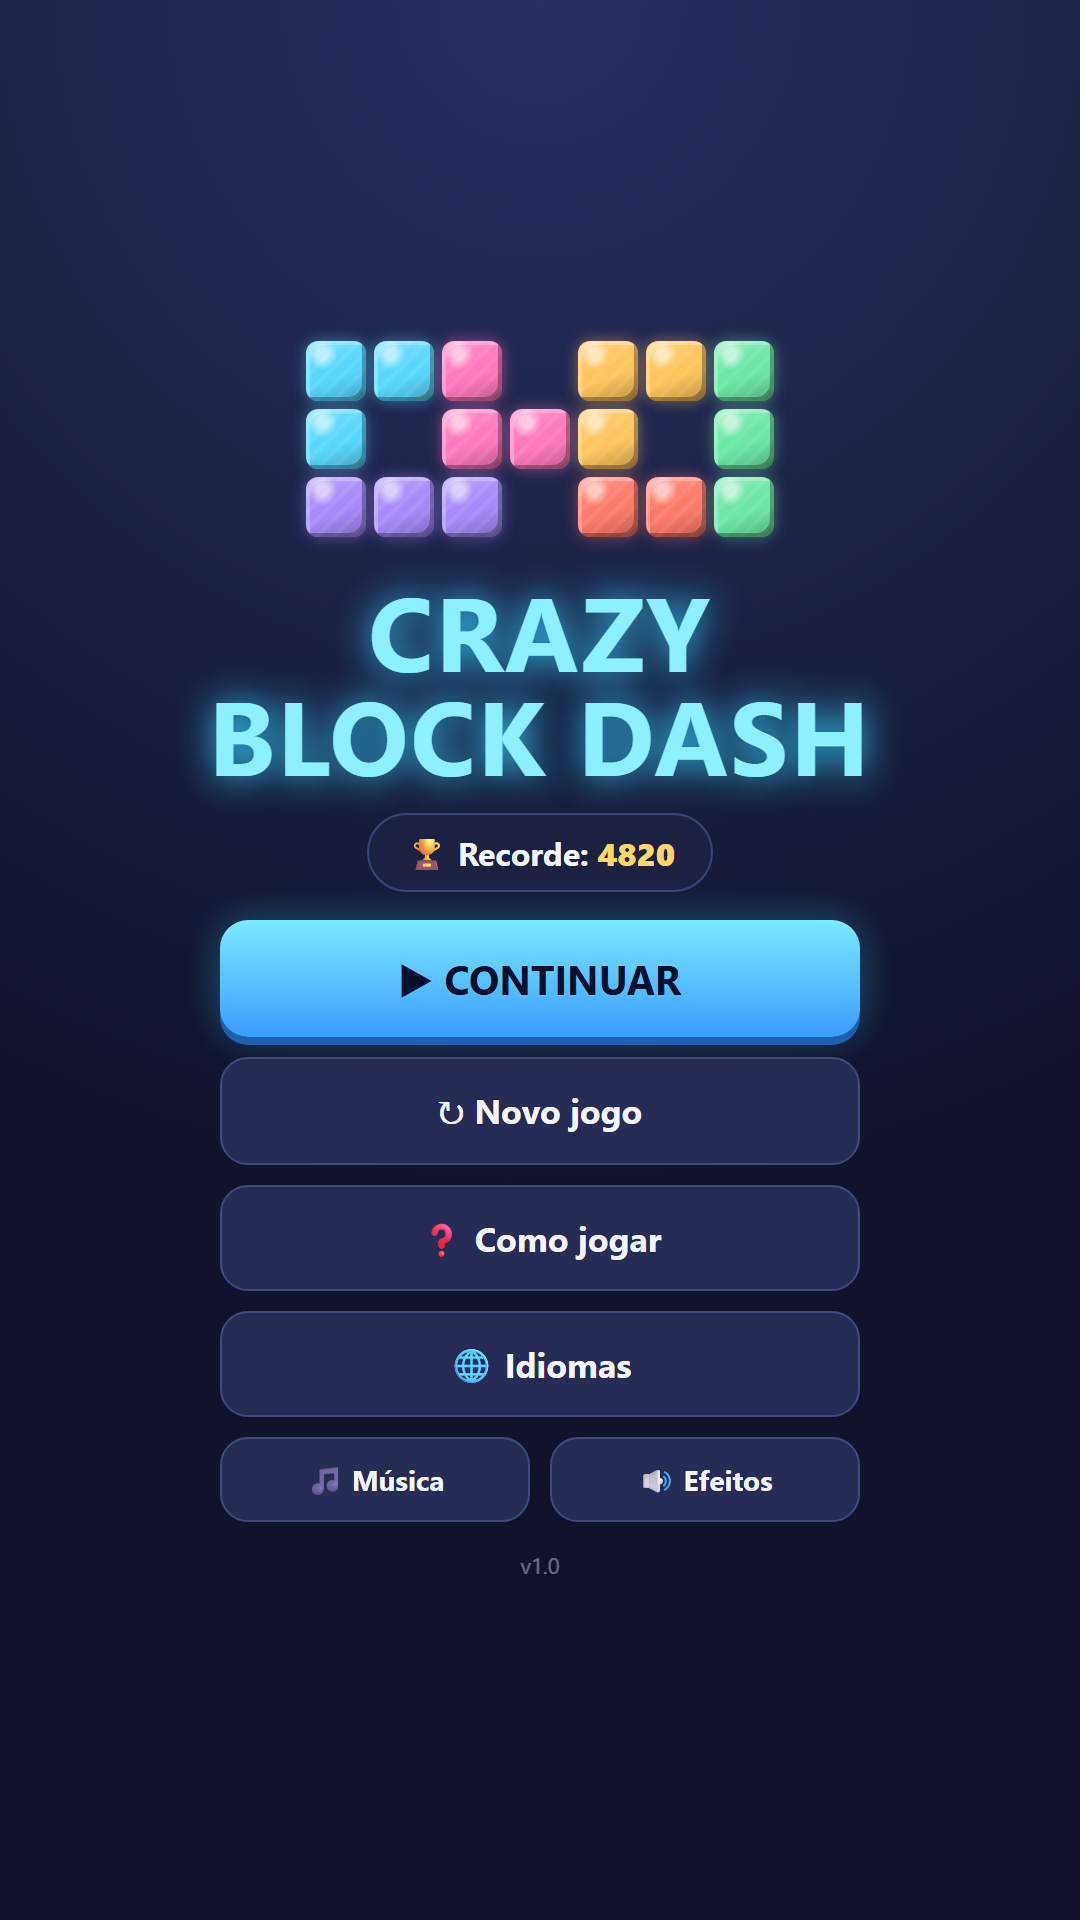 CRAZY
BLOCK DASH
🏆 Recorde: 4820
▶ CONTINUAR
↻ Novo jogo
❓ Como jogar
🌐 Idiomas
🎵 Música
🔊 Efeitos
v1.0